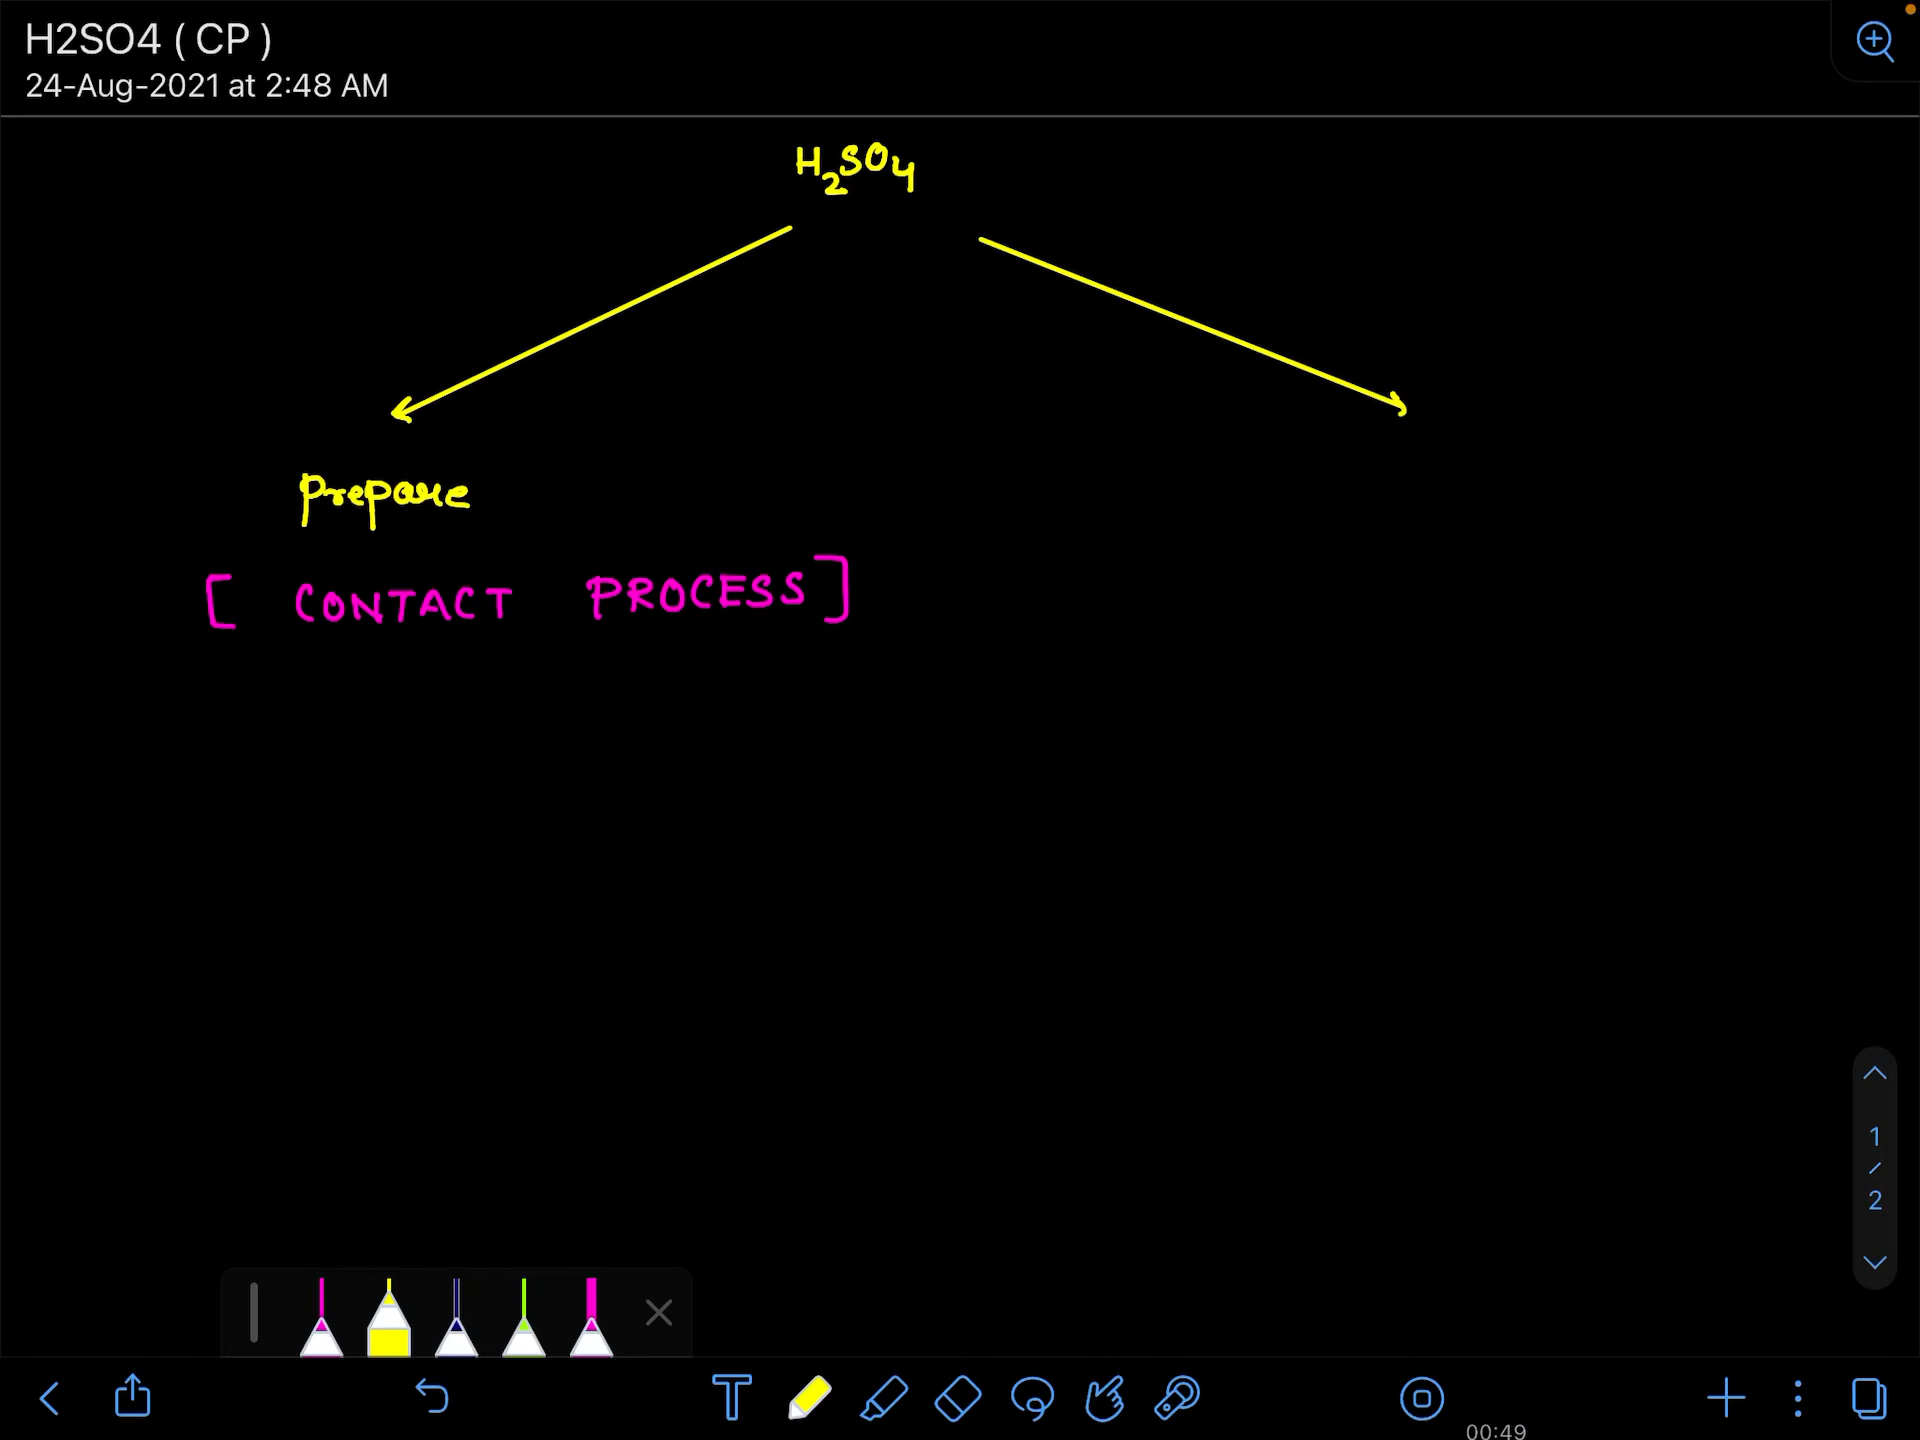 H2SO4 ( CP )
24-Aug-2021 at 2:48 AM
H₂SO₄
Prepare
[ CONTACT PROCESS ]
1
/
2
00:49